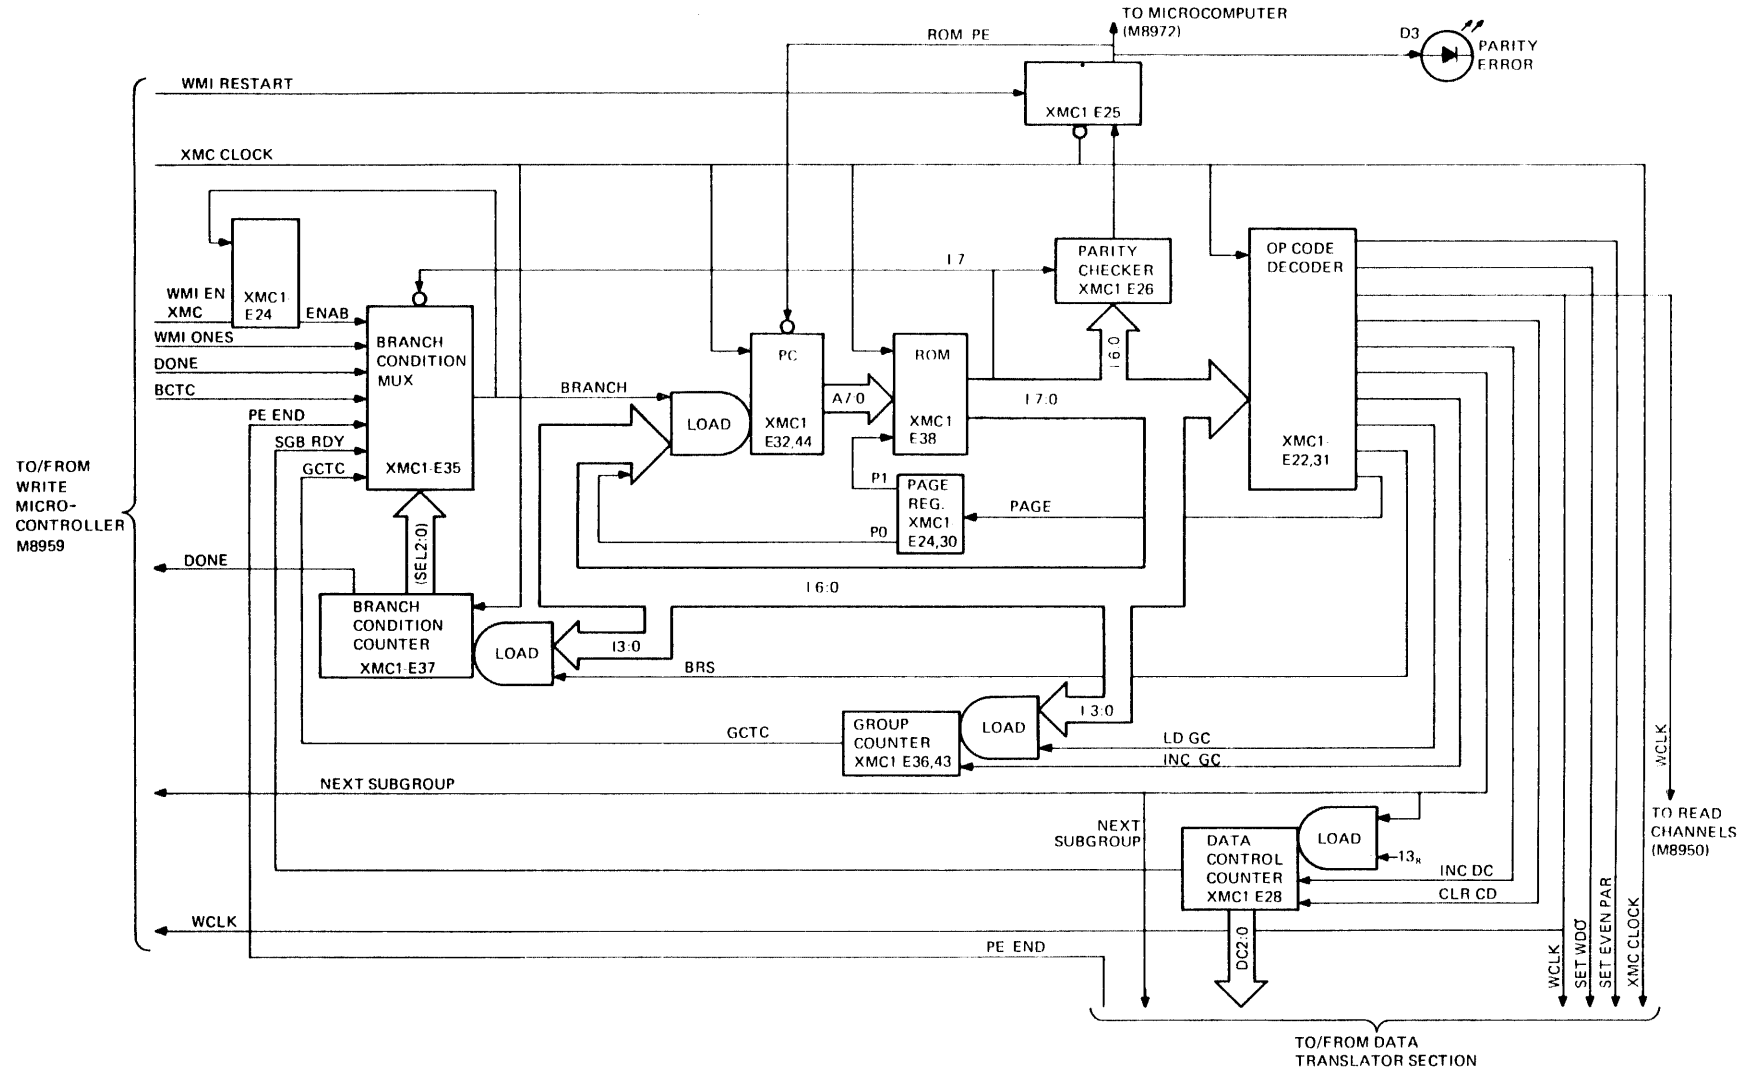 TO MICROCOMPUTER
(M8972)
ROM PE
D3
PARITY
ERROR
WMI RESTART
XMC1 E25
XMC CLOCK
WMI EN
XMC
XMC1-
E24
ENAB
WMI ONES
DONE
BCTC
PE END
SGB RDY
GCTC
BRANCH
CONDITION
MUX
XMC1-E35
I 7
PARITY
CHECKER
XMC1 E26
I 6:0
OP CODE
DECODER
XMC1-
E22,31
BRANCH
LOAD
PC
XMC1
E32,44
A7:0
ROM
XMC1
E38
I 7:0
P1
P0
PAGE
REG.
XMC1
E24,30
PAGE
TO/FROM
WRITE
MICRO-
CONTROLLER
M8959
DONE
(SEL2:0)
I 6:0
BRANCH
CONDITION
COUNTER
XMC1-E37
LOAD
I3:0
BRS
GCTC
GROUP
COUNTER
XMC1 E36,43
LOAD
I 3:0
LD GC
INC GC
NEXT SUBGROUP
NEXT
SUBGROUP
DATA
CONTROL
COUNTER
XMC1 E28
LOAD
13₈
INC DC
CLR CD
WCLK
TO READ
CHANNELS
(M8950)
WCLK
PE END
DC2:0
WCLK
SET WDO
SET EVEN PAR
XMC CLOCK
TO/FROM DATA
TRANSLATOR SECTION